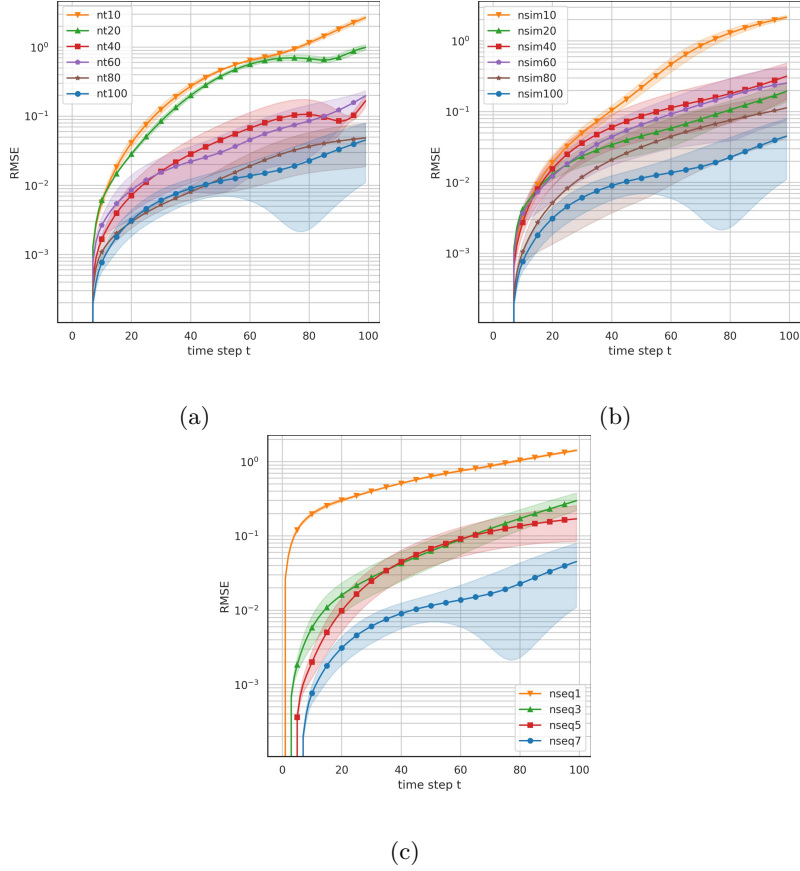 nt10
nt20
nt40
nt60
nt80
nt100
RMSE
10⁰
10⁻¹
10⁻²
10⁻³
0 20 40 60 80 100
time step t
(a)
nsim10
nsim20
nsim40
nsim60
nsim80
nsim100
RMSE
10⁰
10⁻¹
10⁻²
10⁻³
0 20 40 60 80 100
time step t
(b)
RMSE
10⁰
10⁻¹
10⁻²
10⁻³
nseq1
nseq3
nseq5
nseq7
0 20 40 60 80 100
time step t
(c)